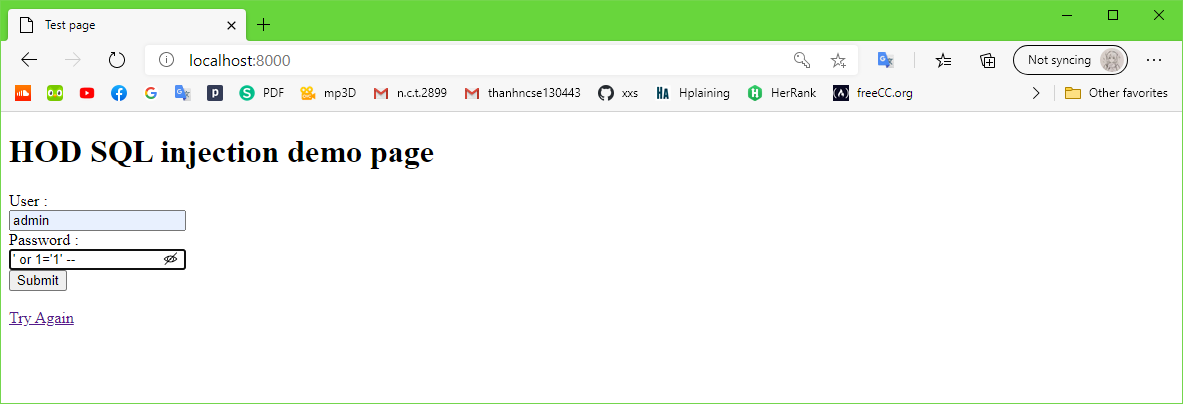 Test page
localhost:8000
Not syncing
PDF mp3D n.c.t.2899 thanhncse130443 xxs HA Hplaining HerRank freeCC.org Other favorites
HOD SQL injection demo page
User :
admin
Password :
' or 1='1' --
Submit
Try Again